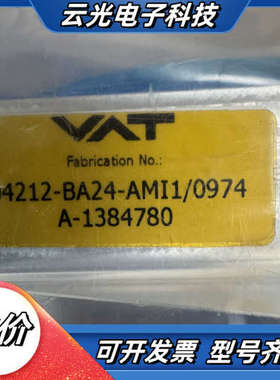 云光电子科技
VAT
Fabrication No.:
4212-BA24-AMI1/0974
A-1384780
价
可开发票 型号齐